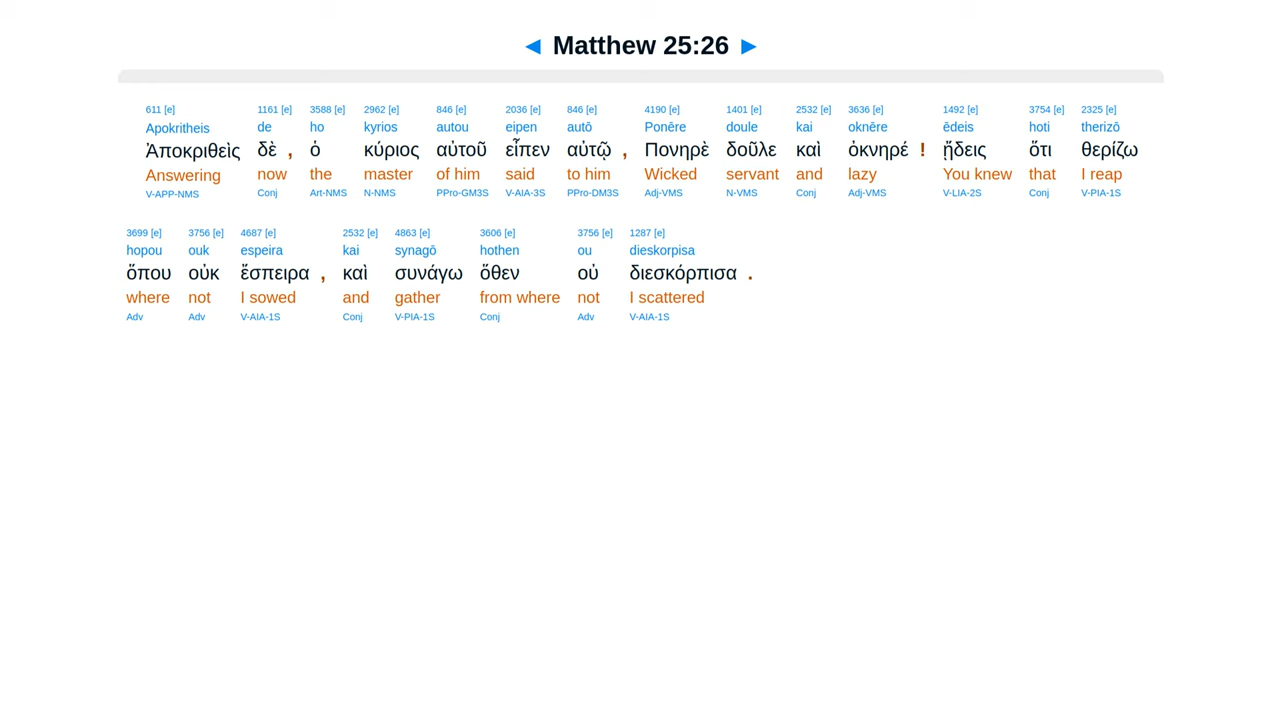 ◄ Matthew 25:26 ►
611 [e] 1161 [e] 3588 [e] 2962 [e] 846 [e] 2036 [e] 846 [e] 4190 [e] 1401 [e] 2532 [e] 3636 [e] 1492 [e] 3754 [e] 2325 [e]
Apokritheis de ho kyrios autou eipen autō Ponēre doule kai oknēre ēdeis hoti therizō
Ἀποκριθεὶς δὲ , ὁ κύριος αὐτοῦ εἶπεν αὐτῷ , Πονηρὲ δοῦλε καὶ ὀκνηρέ ! ᾔδεις ὅτι θερίζω
Answering now the master of him said to him Wicked servant and lazy You knew that I reap
V-APP-NMS Conj Art-NMS N-NMS PPro-GM3S V-AIA-3S PPro-DM3S Adj-VMS N-VMS Conj Adj-VMS V-LIA-2S Conj V-PIA-1S
3699 [e] 3756 [e] 4687 [e] 2532 [e] 4863 [e] 3606 [e] 3756 [e] 1287 [e]
hopou ouk espeira kai synagō hothen ou dieskorpisa
ὅπου οὐκ ἔσπειρα , καὶ συνάγω ὅθεν οὐ διεσκόρπισα .
where not I sowed and gather from where not I scattered
Adv Adv V-AIA-1S Conj V-PIA-1S Conj Adv V-AIA-1S